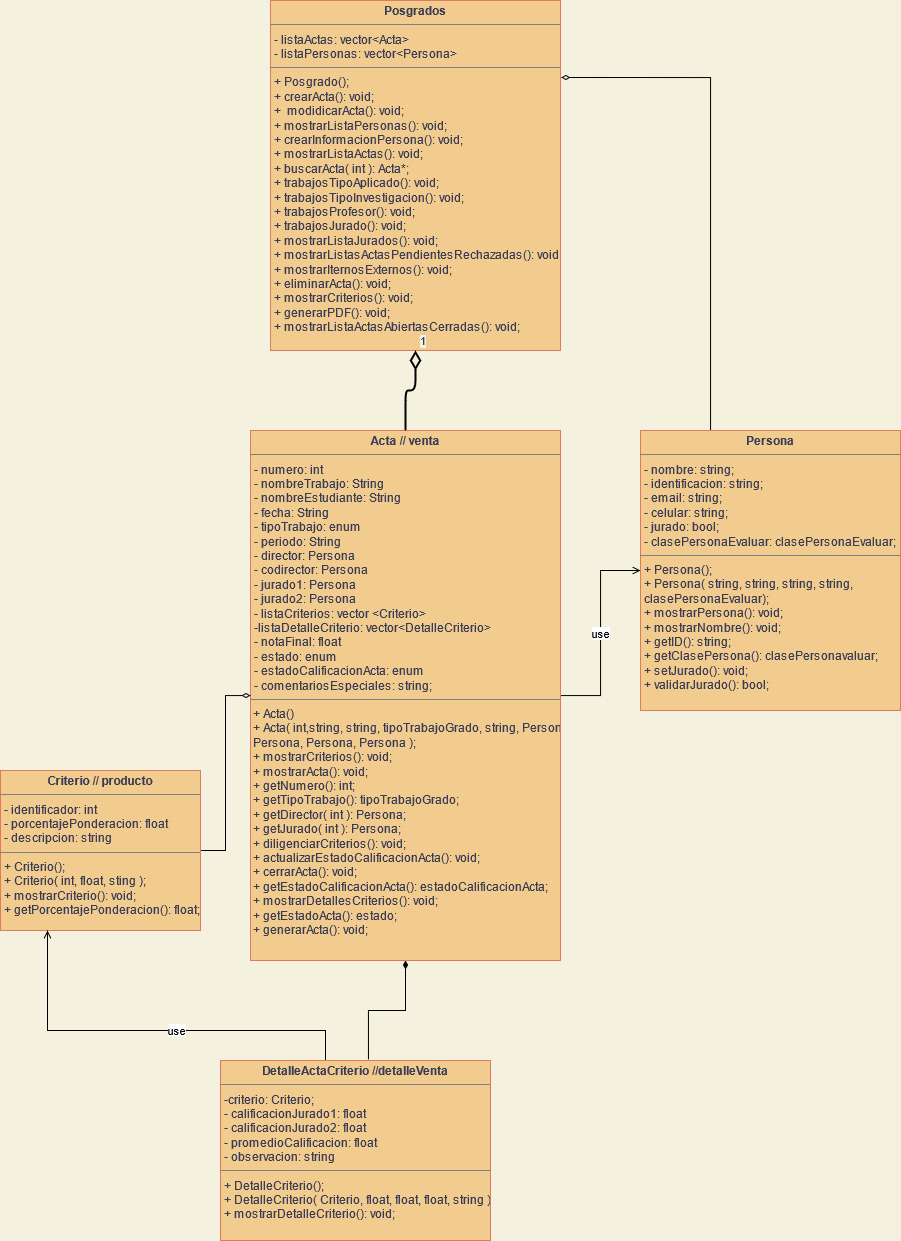 Posgrados
- listaActas: vector<Acta>
- listaPersonas: vector<Persona>
+ Posgrado();
+ crearActa(): void;
+ modidicarActa(): void;
+ mostrarListaPersonas(): void;
+ crearInformacionPersona(): void;
+ mostrarListaActas(): void;
+ buscarActa( int ): Acta*;
+ trabajosTipoAplicado(): void;
+ trabajosTipoInvestigacion(): void;
+ trabajosProfesor(): void;
+ trabajosJurado(): void;
+ mostrarListaJurados(): void;
+ mostrarListasActasPendientesRechazadas(): void
+ mostrarIternosExternos(): void;
+ eliminarActa(): void;
+ mostrarCriterios(): void;
+ generarPDF(): void;
+ mostrarListaActasAbiertasCerradas(): void;
1
Acta // venta
- numero: int
- nombreTrabajo: String
- nombreEstudiante: String
- fecha: String
- tipoTrabajo: enum
- periodo: String
- director: Persona
- codirector: Persona
- jurado1: Persona
- jurado2: Persona
- listaCriterios: vector <Criterio>
-listaDetalleCriterio: vector<DetalleCriterio>
- notaFinal: float
- estado: enum
- estadoCalificacionActa: enum
- comentariosEspeciales: string;
+ Acta()
+ Acta( int,string, string, tipoTrabajoGrado, string, Person
Persona, Persona, Persona );
+ mostrarCriterios(): void;
+ mostrarActa(): void;
+ getNumero(): int;
+ getTipoTrabajo(): tipoTrabajoGrado;
+ getDirector( int ): Persona;
+ getJurado( int ): Persona;
+ diligenciarCriterios(): void;
+ actualizarEstadoCalificacionActa(): void;
+ cerrarActa(): void;
+ getEstadoCalificacionActa(): estadoCalificacionActa;
+ mostrarDetallesCriterios(): void;
+ getEstadoActa(): estado;
+ generarActa(): void;
Persona
- nombre: string;
- identificacion: string;
- email: string;
- celular: string;
- jurado: bool;
- clasePersonaEvaluar: clasePersonaEvaluar;
+ Persona();
+ Persona( string, string, string, string,
clasePersonaEvaluar);
+ mostrarPersona(): void;
+ mostrarNombre(): void;
+ getID(): string;
+ getClasePersona(): clasePersonavaluar;
+ setJurado(): void;
+ validarJurado(): bool;
use
Criterio // producto
- identificador: int
- porcentajePonderacion: float
- descripcion: string
+ Criterio();
+ Criterio( int, float, sting );
+ mostrarCriterio(): void;
+ getPorcentajePonderacion(): float;
use
DetalleActaCriterio //detalleVenta
-criterio: Criterio;
- calificacionJurado1: float
- calificacionJurado2: float
- promedioCalificacion: float
- observacion: string
+ DetalleCriterio();
+ DetalleCriterio( Criterio, float, float, float, string )
+ mostrarDetalleCriterio(): void;